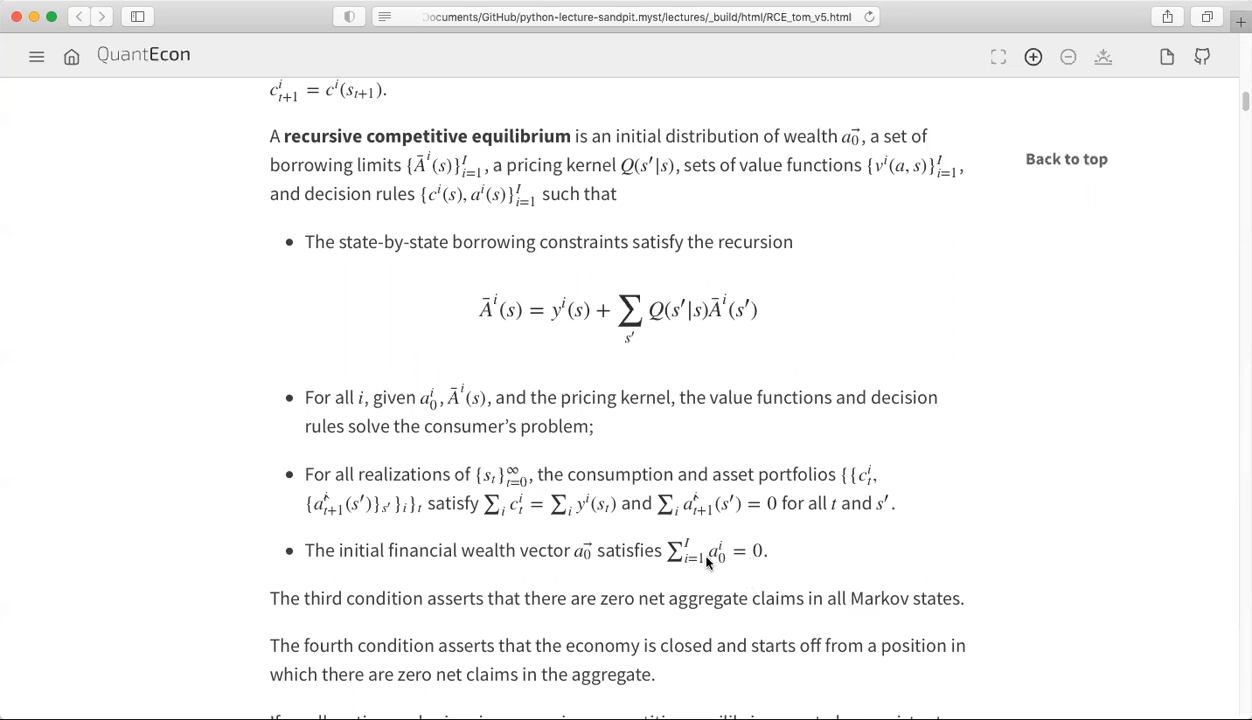 Documents/GitHub/python-lecture-sandpit.myst/lectures/_build/html/RCE_tom_v5.html
QuantEcon
c^i_{t+1} = c^i(s_{t+1}).
A recursive competitive equilibrium is an initial distribution of wealth a⃗_0, a set of
borrowing limits {Ā^i(s)}^I_{i=1}, a pricing kernel Q(s′|s), sets of value functions {v^i(a, s)}^I_{i=1},
and decision rules {c^i(s), a^i(s)}^I_{i=1} such that
Back to top
• The state-by-state borrowing constraints satisfy the recursion
Ā^i(s) = y^i(s) + ∑_{s′} Q(s′|s)Ā^i(s′)
• For all i, given a^i_0, Ā^i(s), and the pricing kernel, the value functions and decision
rules solve the consumer’s problem;
• For all realizations of {s_t}^∞_{t=0}, the consumption and asset portfolios {{c^i_t,
{a^i_{t+1}(s′)}_{s′}}_i}_t satisfy ∑_i c^i_t = ∑_i y^i(s_t) and ∑_i a^i_{t+1}(s′) = 0 for all t and s′.
• The initial financial wealth vector a⃗_0 satisfies ∑^I_{i=1} a^i_0 = 0.
The third condition asserts that there are zero net aggregate claims in all Markov states.
The fourth condition asserts that the economy is closed and starts off from a position in
which there are zero net claims in the aggregate.